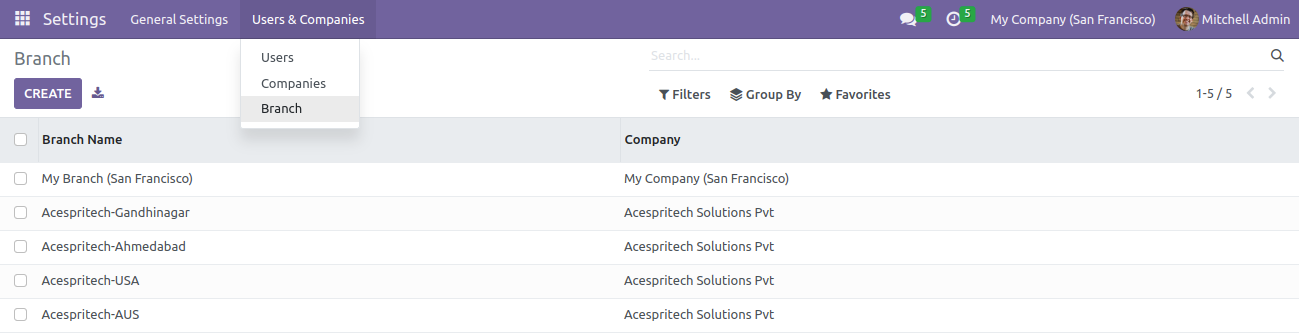 Settings General Settings Users & Companies 5 5 My Company (San Francisco) Mitchell Admin
Branch Users Search...
Companies
CREATE Filters Group By Favorites 1-5 / 5
Branch
Branch Name Company
My Branch (San Francisco) My Company (San Francisco)
Acespritech-Gandhinagar Acespritech Solutions Pvt
Acespritech-Ahmedabad Acespritech Solutions Pvt
Acespritech-USA Acespritech Solutions Pvt
Acespritech-AUS Acespritech Solutions Pvt